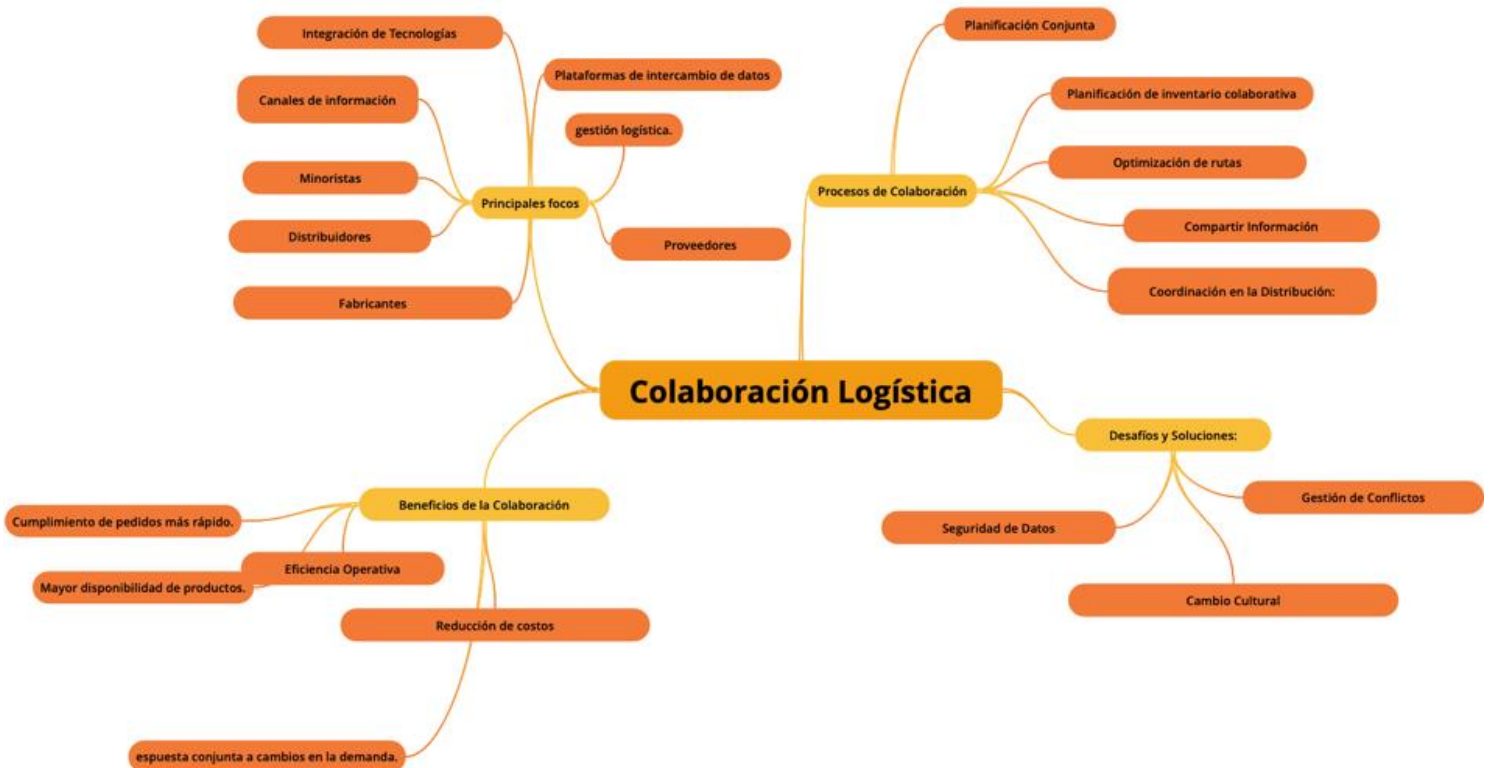 Colaboración Logística
Principales focos
Integración de Tecnologías
Plataformas de intercambio de datos
Canales de información
gestión logística.
Minoristas
Distribuidores
Proveedores
Fabricantes
Procesos de Colaboración
Planificación Conjunta
Planificación de inventario colaborativa
Optimización de rutas
Compartir Información
Coordinación en la Distribución:
Beneficios de la Colaboración
Cumplimiento de pedidos más rápido.
Eficiencia Operativa
Mayor disponibilidad de productos.
Reducción de costos
espuesta conjunta a cambios en la demanda.
Desafíos y Soluciones:
Gestión de Conflictos
Seguridad de Datos
Cambio Cultural